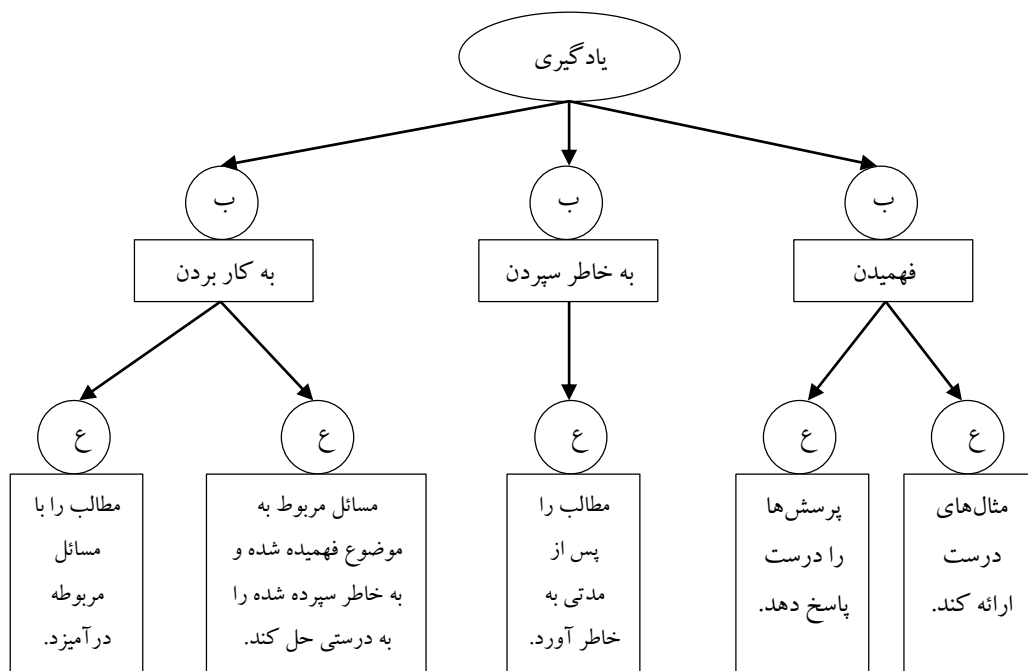 یادگیری
ب
ب
ب
فهمیدن
به خاطر سپردن
به کار بردن
ع
ع
ع
ع
ع
مثال‌های
درست
ارائه کند.
پرسش‌ها
را درست
پاسخ دهد.
مطالب را
پس از
مدتی به
خاطر آورد.
مسائل مربوط به
موضوع فهمیده شده و
به خاطر سپرده شده را
به درستی حل کند.
مطالب را با
مسائل
مربوطه
درآمیزد.